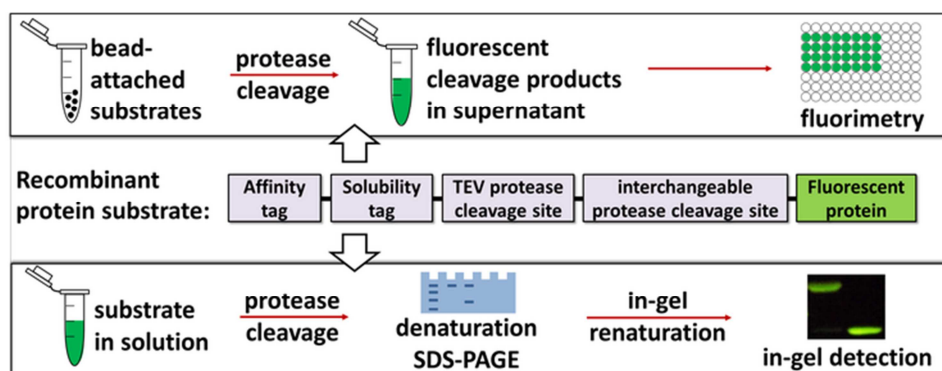 bead-
attached
substrates
protease
cleavage
fluorescent
cleavage products
in supernatant
fluorimetry
Recombinant
protein substrate:
Affinity
tag
Solubility
tag
TEV protease
cleavage site
interchangeable
protease cleavage site
Fluorescent
protein
substrate
in solution
protease
cleavage
denaturation
SDS-PAGE
in-gel
renaturation
in-gel detection